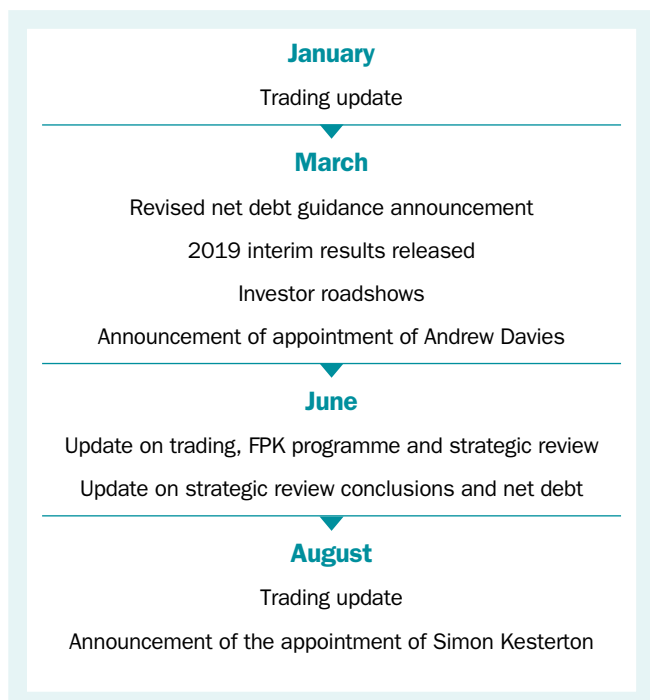 January
Trading update
March
Revised net debt guidance announcement
2019 interim results released
Investor roadshows
Announcement of appointment of Andrew Davies
June
Update on trading, FPK programme and strategic review
Update on strategic review conclusions and net debt
August
Trading update
Announcement of the appointment of Simon Kesterton